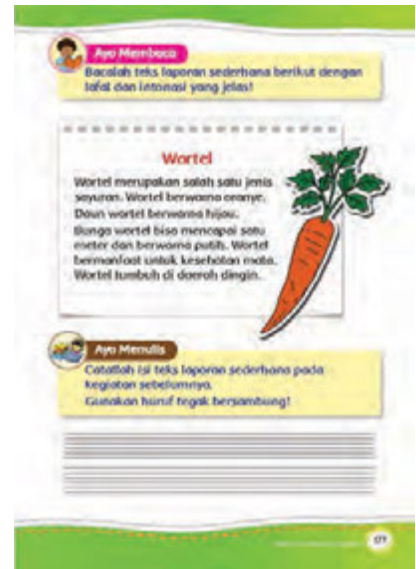 Ayo Membaca
Bacalah teks laporan sederhana berikut dengan
lafal dan intonasi yang jelas!
Wortel
Wortel merupakan salah satu jenis
sayuran. Wortel berwarna oranye.
Daun wortel berwarna hijau.
Bunga wortel bisa mencapai satu
meter dan berwarna putih. Wortel
bermanfaat untuk kesehatan mata.
Wortel tumbuh di daerah dingin.
Ayo Menulis
Catatlah isi teks laporan sederhana pada
kegiatan sebelumnya.
Gunakan huruf tegak bersambung!